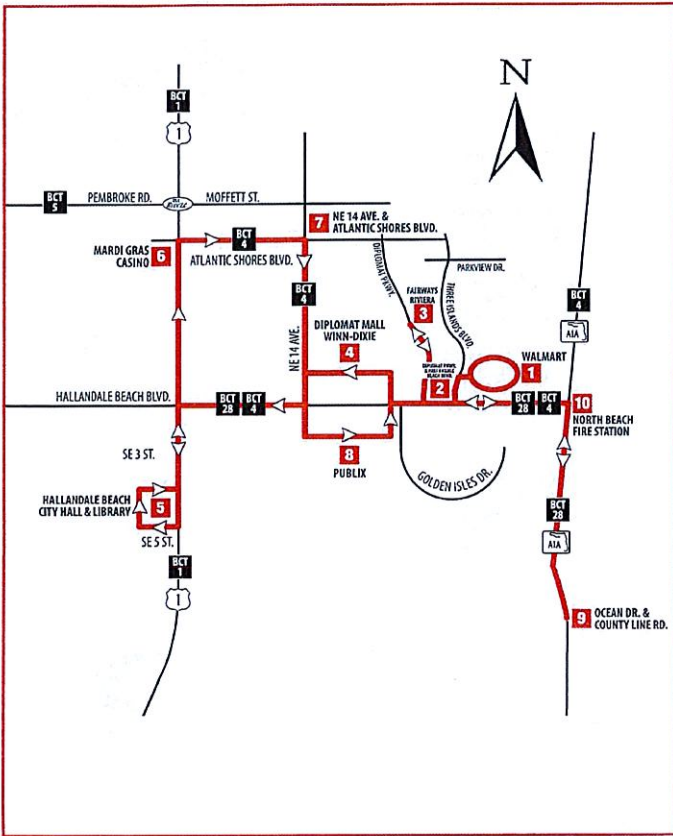 N
BCT
1
1
BCT
5
PEMBROKE RD.
MOFFETT ST.
7
NE 14 AVE. &
ATLANTIC SHORES BLVD.
MARDI GRAS
CASINO
6
BCT
4
ATLANTIC SHORES BLVD.
DIPLOMAT PKWY.
THREE ISLANDS BLVD.
PARKVIEW DR.
BCT
4
FAIRWAYS
RIVIERA
3
BCT
4
A1A
NE 14 AVE.
DIPLOMAT MALL
WINN-DIXIE
4
WALMART
1
HALLANDALE BEACH BLVD.
BCT
28
BCT
4
2
BCT
28
BCT
4
10
NORTH BEACH
FIRE STATION
8
PUBLIX
GOLDEN ISLES DR.
SE 3 ST.
HALLANDALE BEACH
CITY HALL & LIBRARY
5
SE 5 ST.
BCT
28
A1A
BCT
1
1
9
OCEAN DR. &
COUNTY LINE RD.